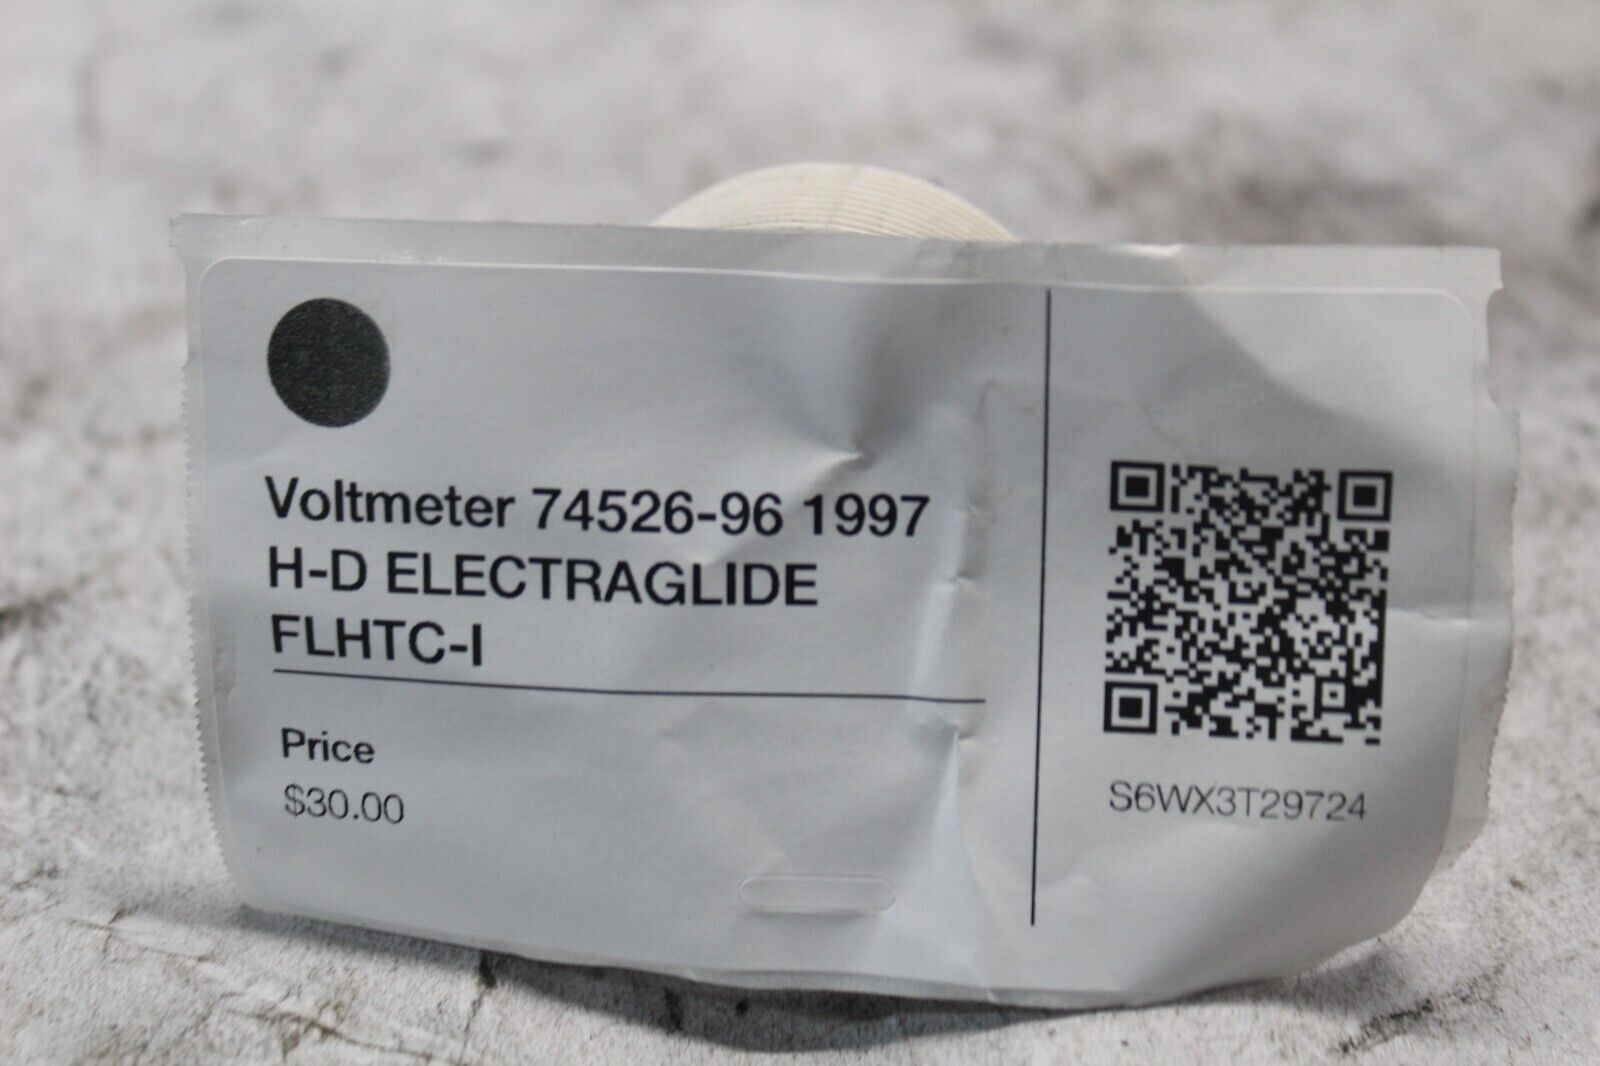 Voltmeter 74526-96 1997
H-D ELECTRAGLIDE
FLHTC-I
Price
$30.00
S6WX3T29724